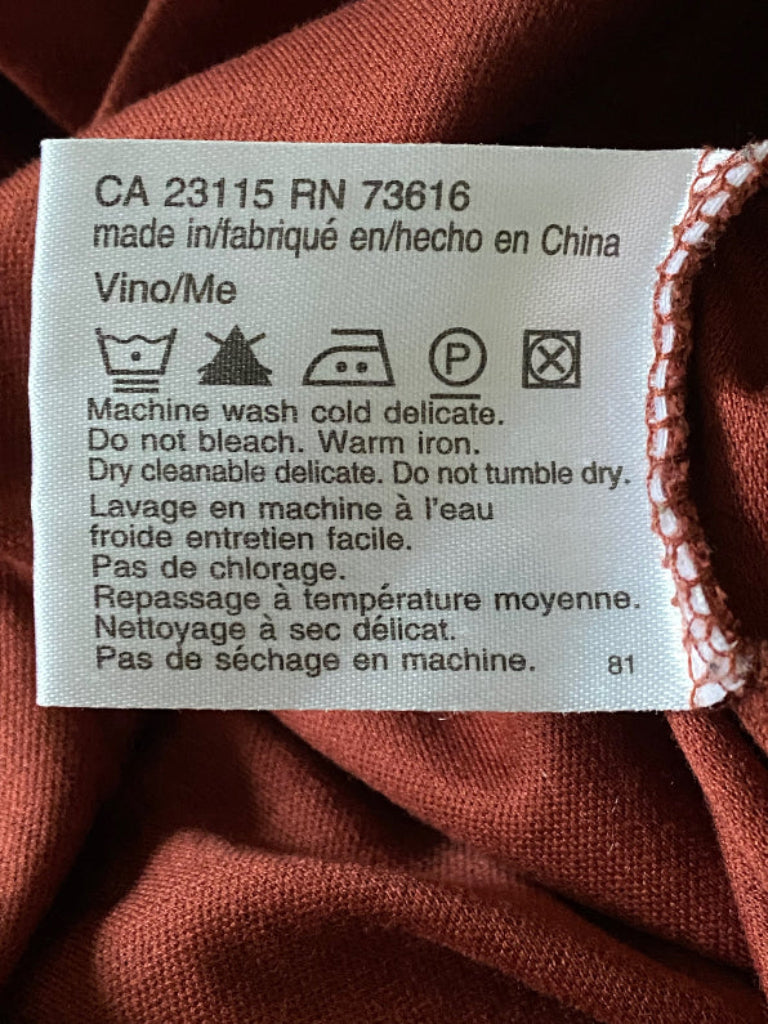 CA 23115 RN 73616
made in/fabriqué en/hecho en China
Vino/Me
P
Machine wash cold delicate.
Do not bleach. Warm iron.
Dry cleanable delicate. Do not tumble dry.
Lavage en machine à l'eau
froide entretien facile.
Pas de chlorage.
Repassage à température moyenne.
Nettoyage à sec délicat.
Pas de séchage en machine. 81